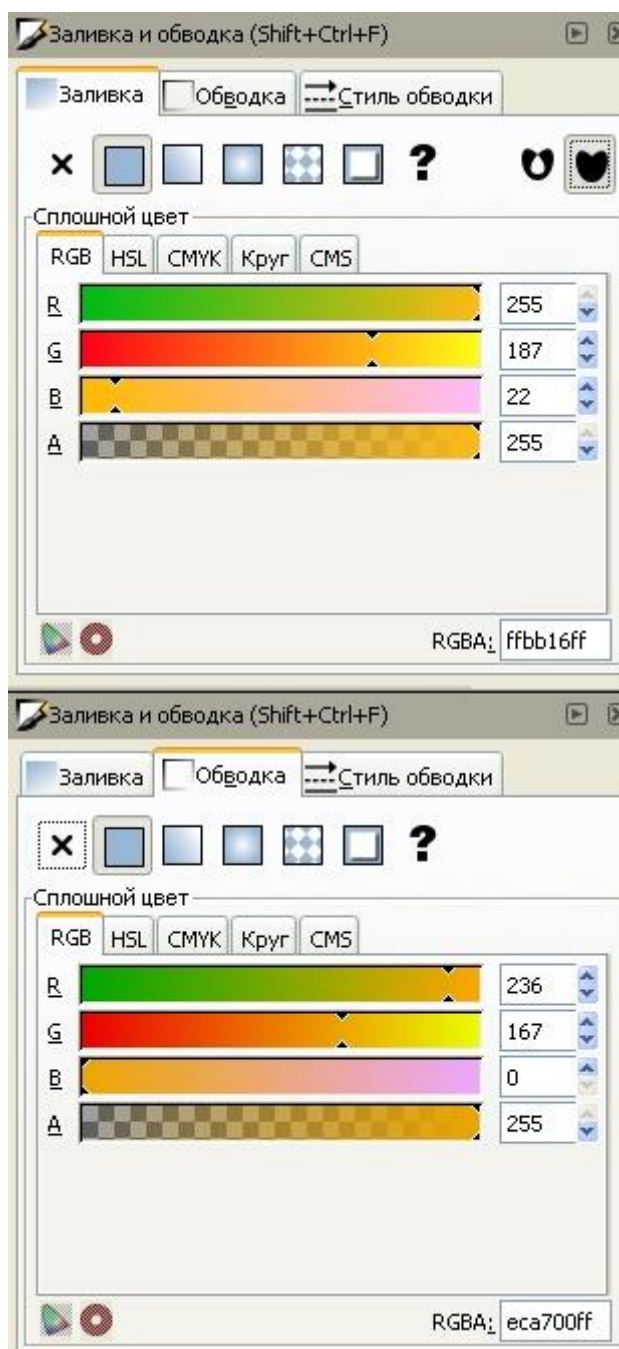 Заливка и обводка (Shift+Ctrl+F)
Заливка Обводка Стиль обводки
?
Сплошной цвет
RGB HSL CMYK Круг CMS
R 255
G 187
B 22
A 255
RGBA: ffbb16ff
Заливка и обводка (Shift+Ctrl+F)
Заливка Обводка Стиль обводки
?
Сплошной цвет
RGB HSL CMYK Круг CMS
R 236
G 167
B 0
A 255
RGBA: eca700ff